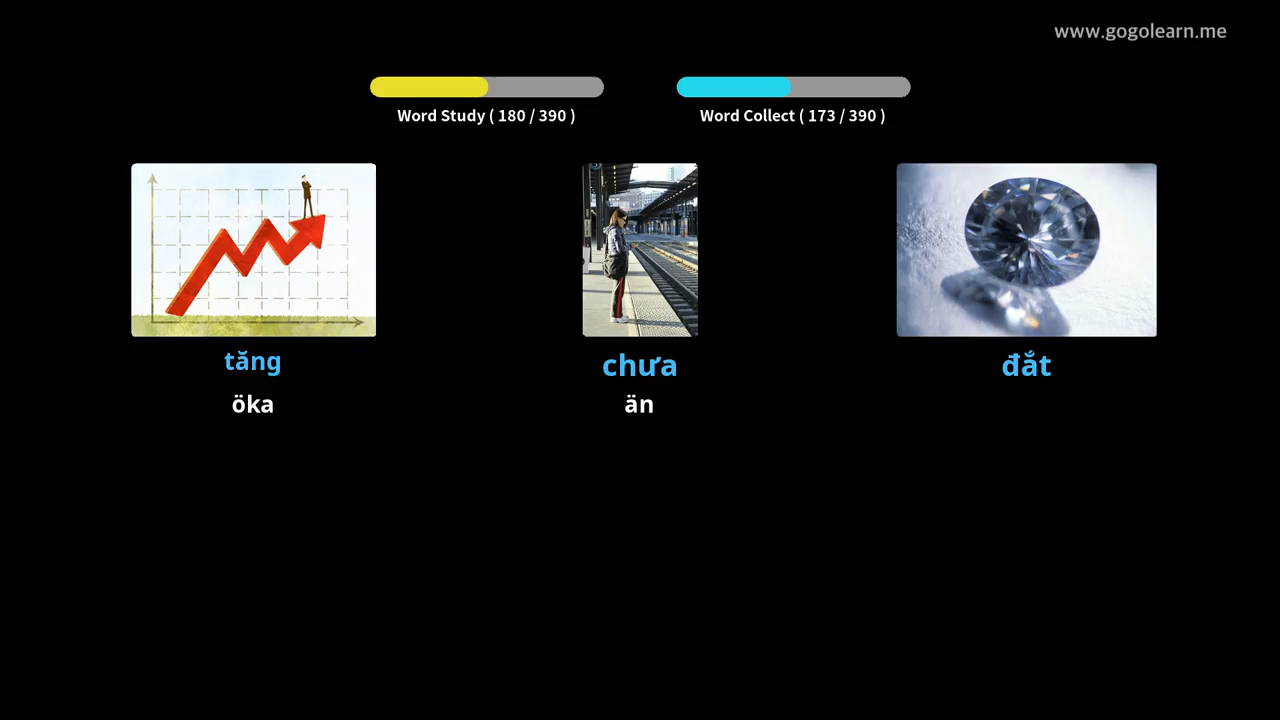 www.gogolearn.me
Word Study ( 180 / 390 )
Word Collect ( 173 / 390 )
tăng
chưa
đắt
öka
än